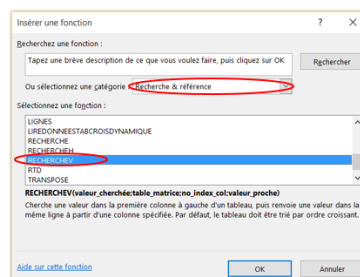 Insérer une fonction ? ×
Recherchez une fonction :
Tapez une brève description de ce que vous voulez faire, puis cliquez sur OK
Rechercher
Ou sélectionnez une catégorie : Recherche & référence
Sélectionnez une fonction :
LIGNES
LIREDONNEESTABCROISDYNAMIQUE
RECHERCHE
RECHERCHEH
RECHERCHEV
RTD
TRANSPOSE
RECHERCHEV(valeur_cherchée;table_matrice;no_index_col;valeur_proche)
Cherche une valeur dans la première colonne à gauche d'un tableau, puis renvoie une valeur dans la
même ligne à partir d'une colonne spécifiée. Par défaut, le tableau doit être trié par ordre croissant.
Aide sur cette fonction
OK
Annuler